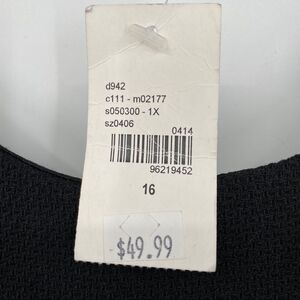 d942
c111 - m02177
s050300 - 1X
sz0406
0414
96219452
16
$49.99